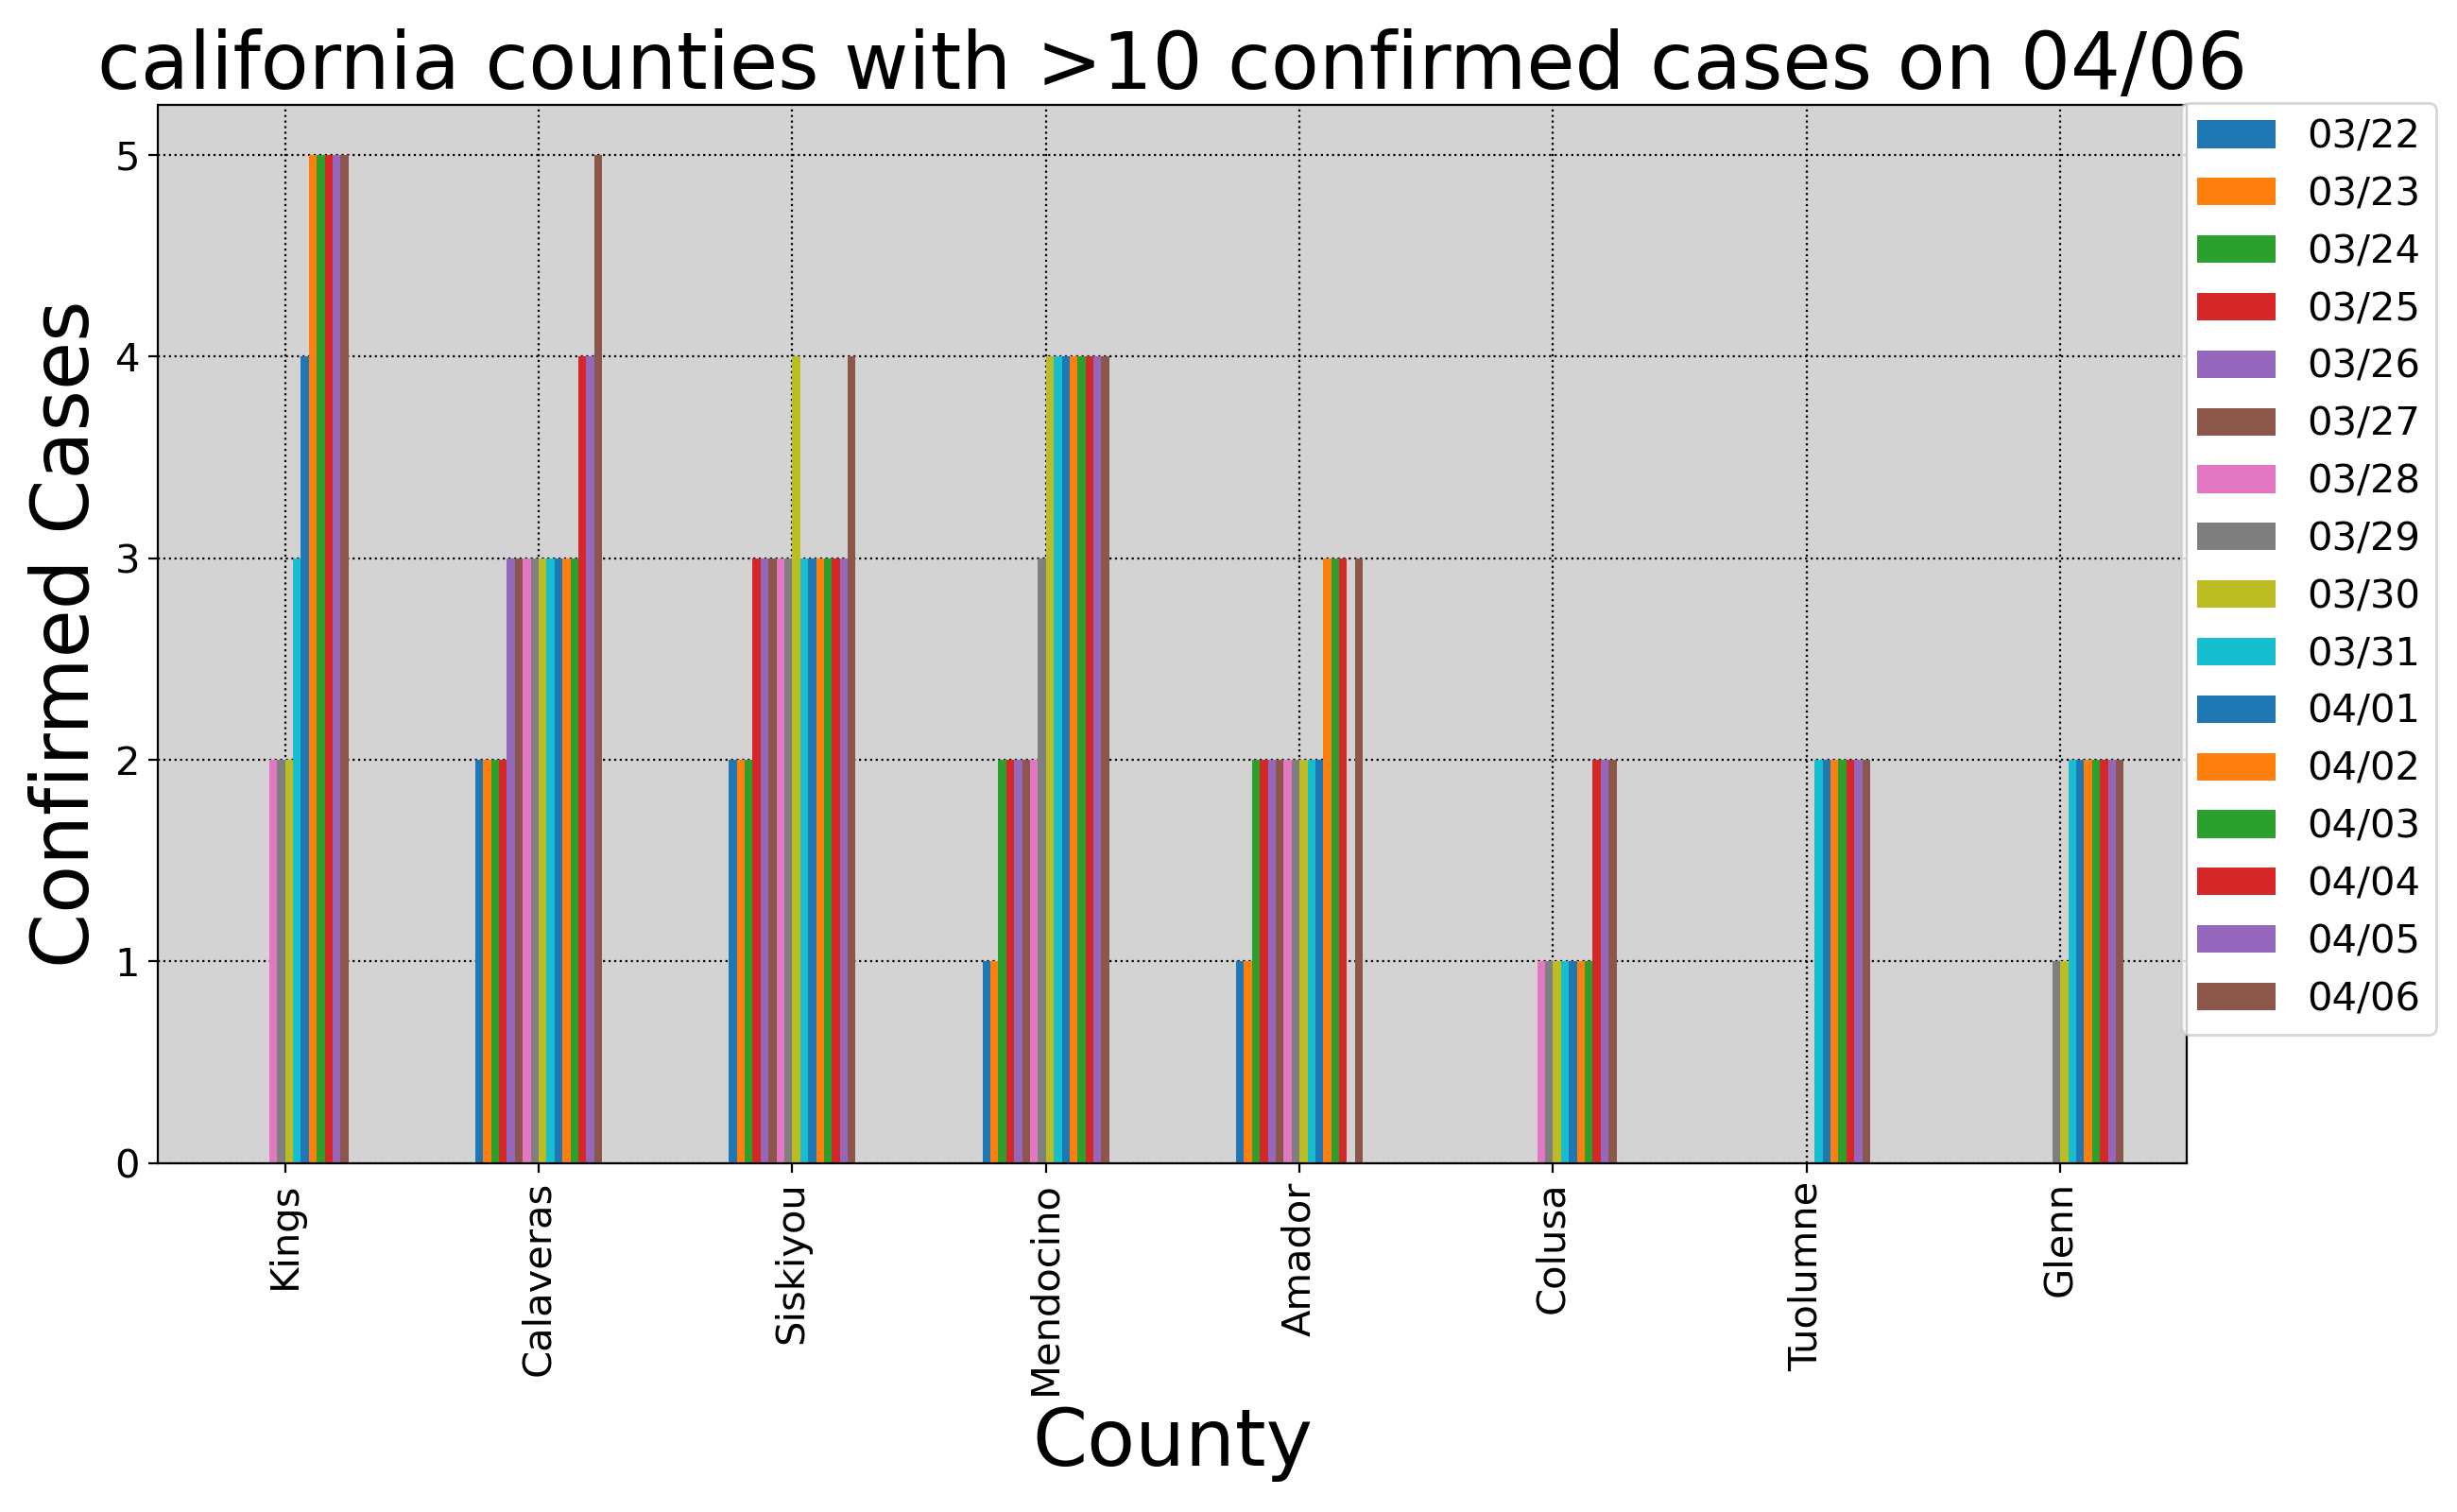 california counties with >10 confirmed cases on 04/06
Confirmed Cases
5
4
3
2
1
0
Kings
Calaveras
Siskiyou
Mendocino
Amador
Colusa
Tuolumne
Glenn
County
03/22
03/23
03/24
03/25
03/26
03/27
03/28
03/29
03/30
03/31
04/01
04/02
04/03
04/04
04/05
04/06